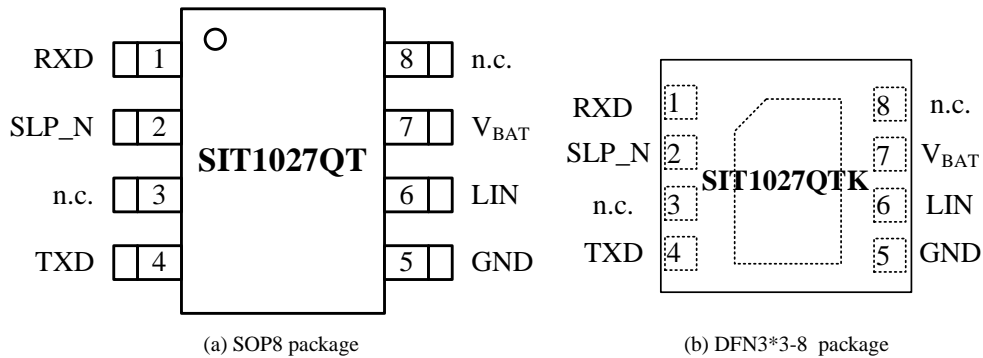 RXD 1 8 n.c.
SLP_N 2 7 VBAT
SIT1027QT
n.c. 3 6 LIN
TXD 4 5 GND
(a) SOP8 package
RXD 1 8 n.c.
SLP_N 2 7 VBAT
SIT1027QTK
n.c. 3 6 LIN
TXD 4 5 GND
(b) DFN3*3-8 package